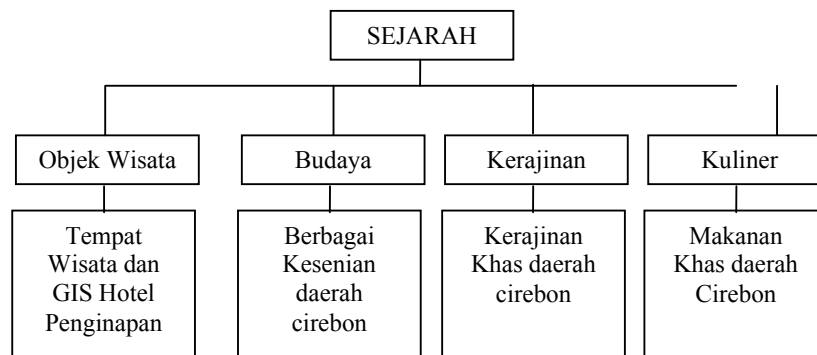 SEJARAH
Objek Wisata
Budaya
Kerajinan
Kuliner
Tempat
Wisata dan
GIS Hotel
Penginapan
Berbagai
Kesenian
daerah
cirebon
Kerajinan
Khas daerah
cirebon
Makanan
Khas daerah
Cirebon